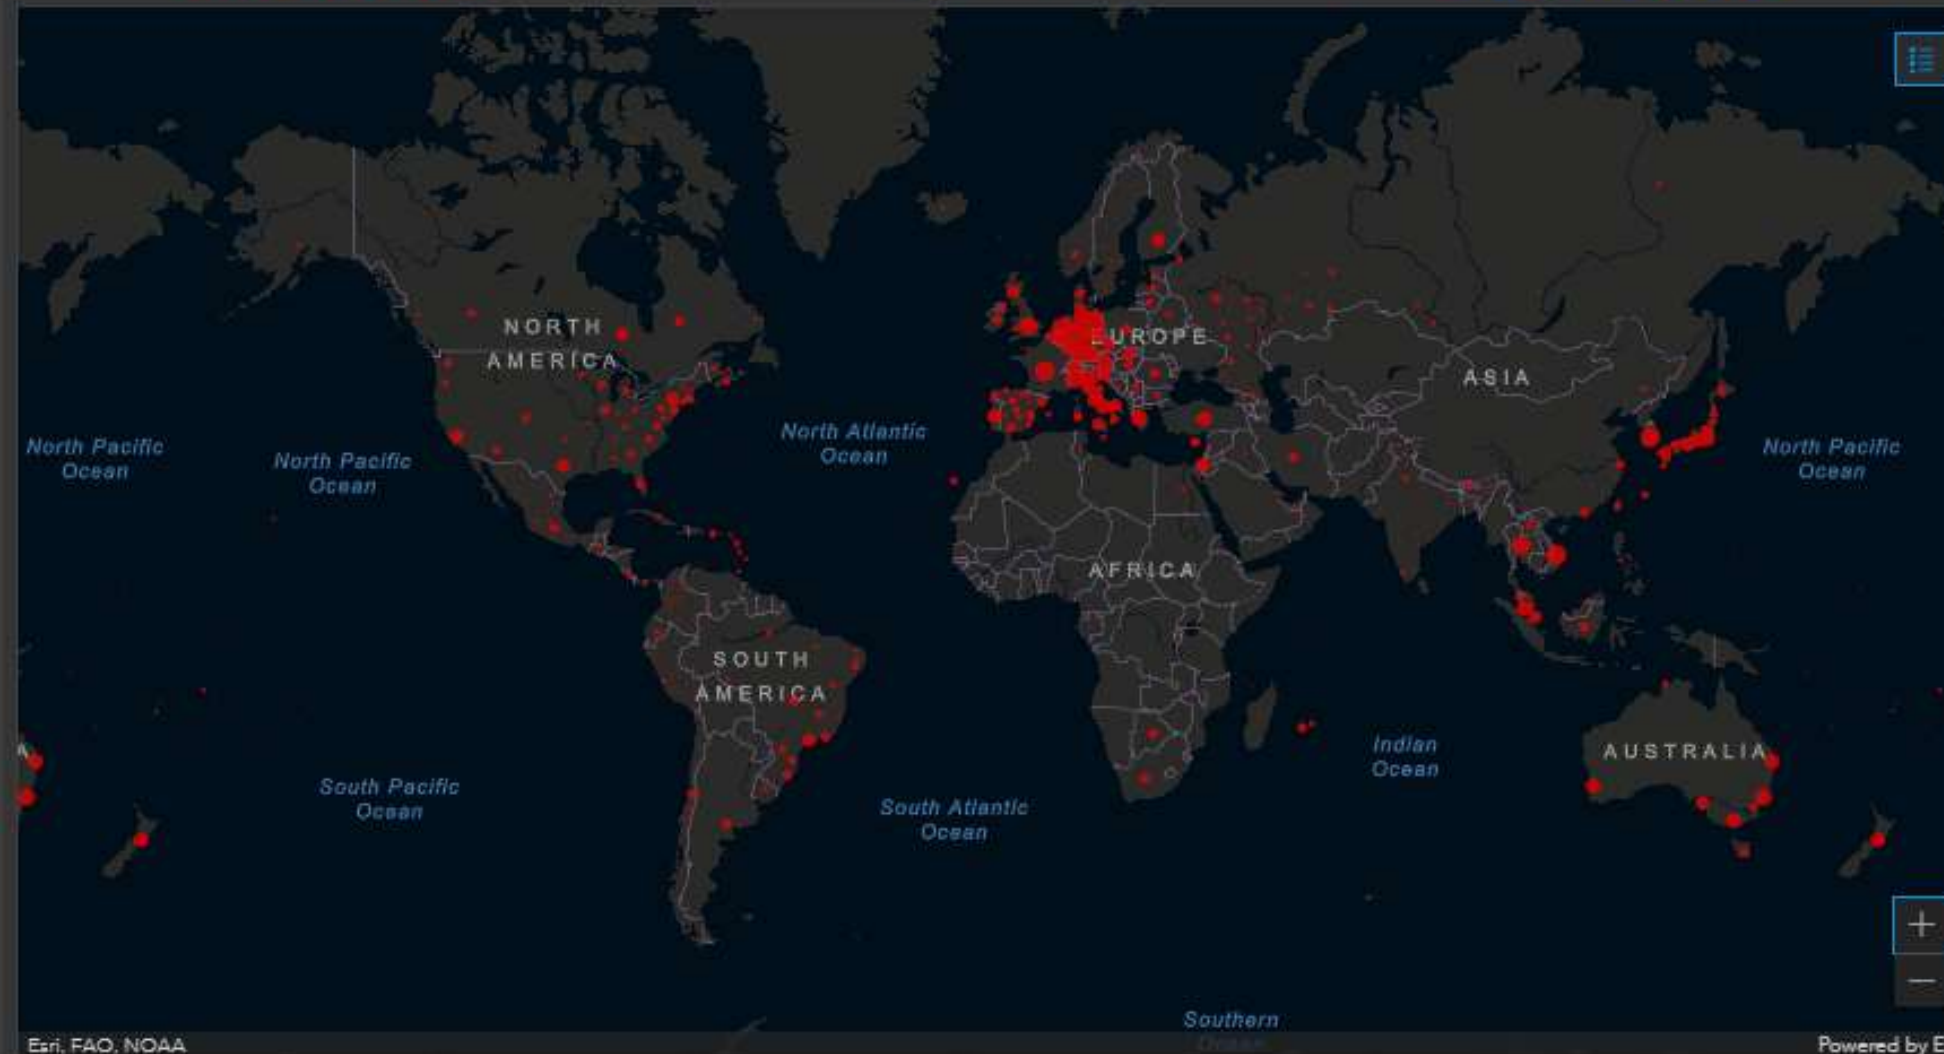 NORTH
AMERICA
EUROPE
ASIA
North Pacific
Ocean
North Pacific
Ocean
North Atlantic
Ocean
North Pacific
Ocean
AFRICA
SOUTH
AMERICA
AUSTRALIA
Indian
Ocean
South Pacific
Ocean
South Atlantic
Ocean
Southern
Ocean
Esri, FAO, NOAA
Powered by E